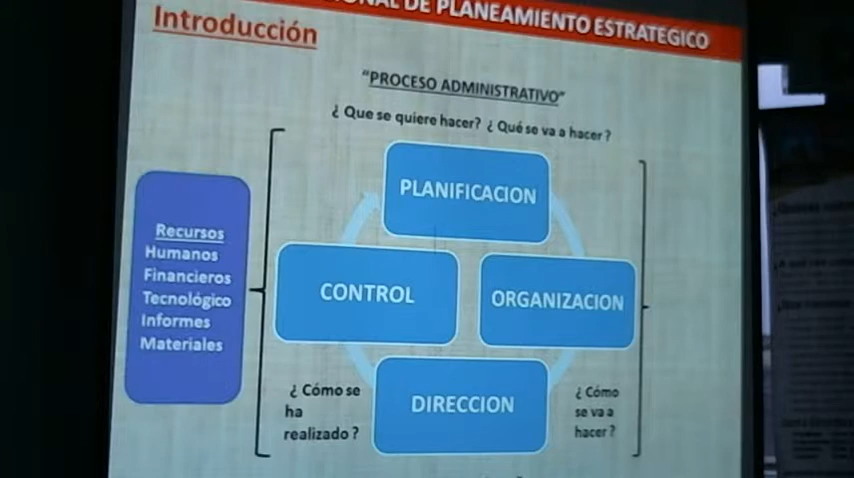 DE PLANEAMIENTO ESTRATEGICO
Introducción
"PROCESO ADMINISTRATIVO"
¿ Que se quiere hacer? ¿ Qué se va a hacer ?
PLANIFICACION
Recursos
Humanos
Financieros
Tecnológico
Informes
Materiales
CONTROL
ORGANIZACION
DIRECCION
¿ Cómo se
ha
realizado ?
¿ Cómo
se va a
hacer ?